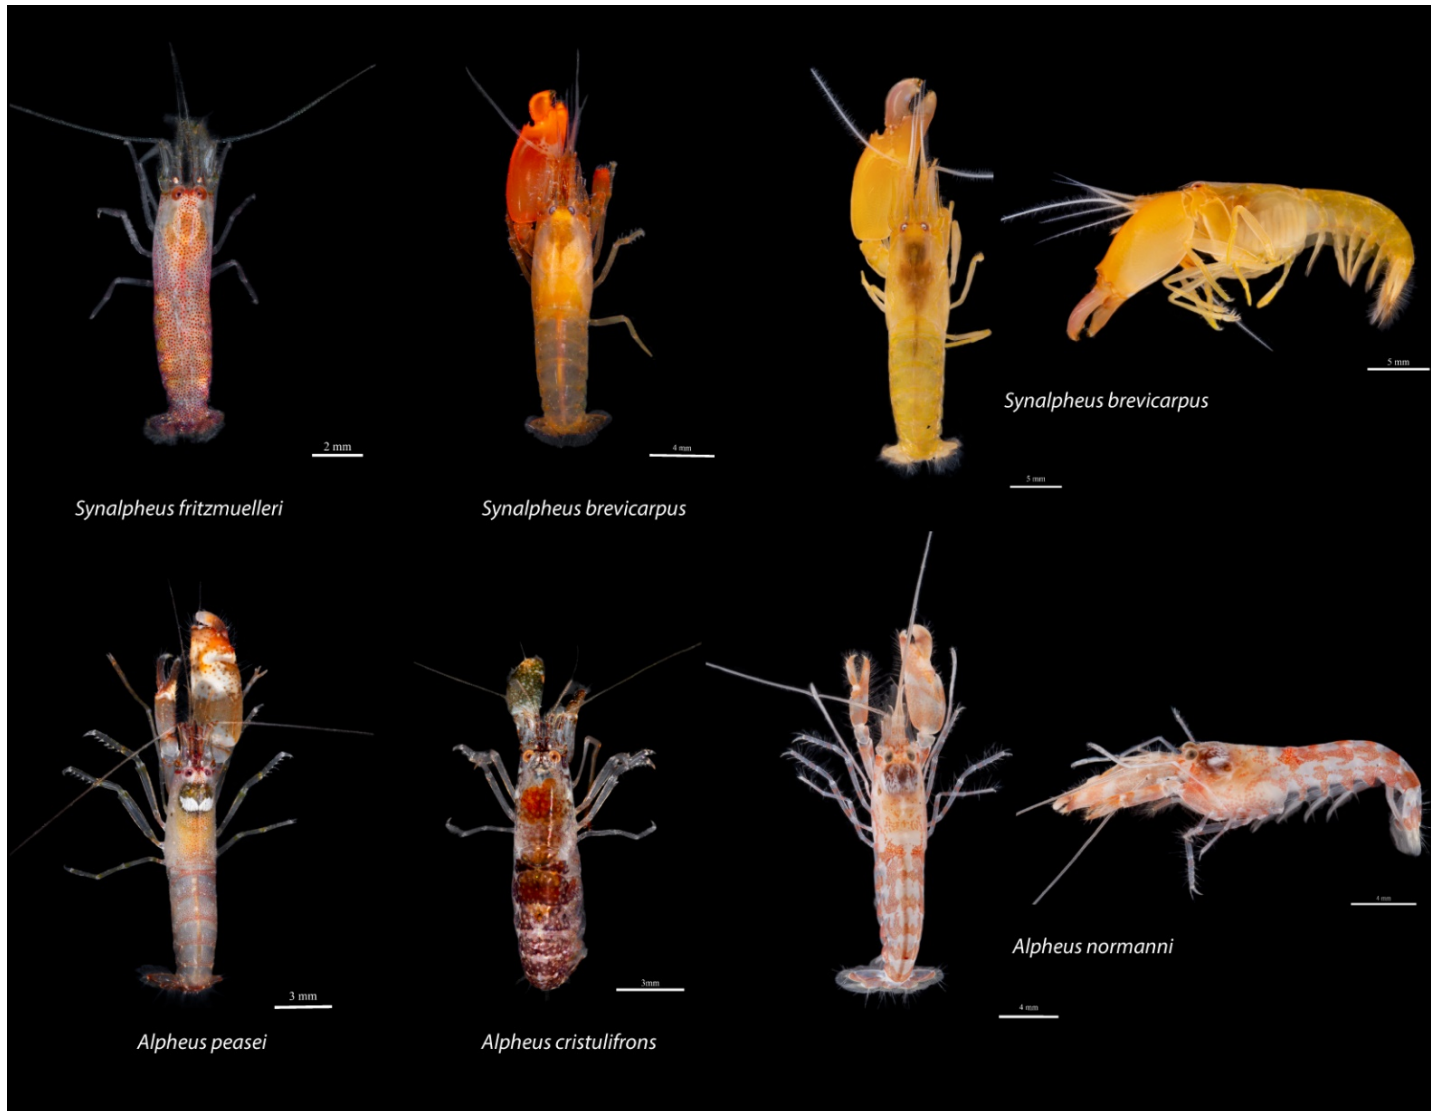 5 mm
Synalpheus brevicarpus
2 mm
4 mm
5 mm
Synalpheus fritzmuelleri
Synalpheus brevicarpus
4 mm
Alpheus normanni
3 mm
3mm
4 mm
Alpheus peasei
Alpheus cristulifrons